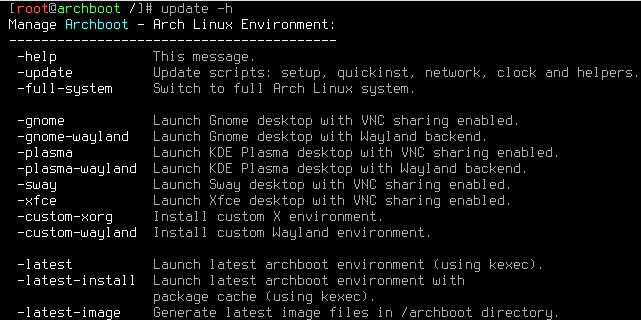 [root@archboot /]# update -h
Manage Archboot - Arch Linux Environment:
-----------------------------------------
-help This message.
-update Update scripts: setup, quickinst, network, clock and helpers.
-full-system Switch to full Arch Linux system.
-gnome Launch Gnome desktop with VNC sharing enabled.
-gnome-wayland Launch Gnome desktop with Wayland backend.
-plasma Launch KDE Plasma desktop with VNC sharing enabled.
-plasma-wayland Launch KDE Plasma desktop with Wayland backend.
-sway Launch Sway desktop with VNC sharing enabled.
-xfce Launch Xfce desktop with VNC sharing enabled.
-custom-xorg Install custom X environment.
-custom-wayland Install custom Wayland environment.
-latest Launch latest archboot environment (using kexec).
-latest-install Launch latest archboot environment with
package cache (using kexec).
-latest-image Generate latest image files in /archboot directory.